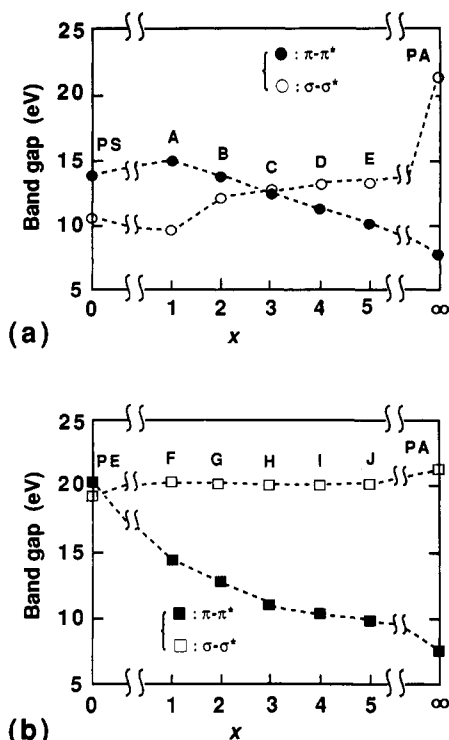 25
20
15
10
5
Band gap (eV)
PS
A
B
C
D
E
PA
: π-π*
: σ-σ*
0
1
2
3
4
5
∞
x
(a)
25
20
15
10
5
Band gap (eV)
PE
F
G
H
I
J
PA
: π-π*
: σ-σ*
0
1
2
3
4
5
∞
x
(b)